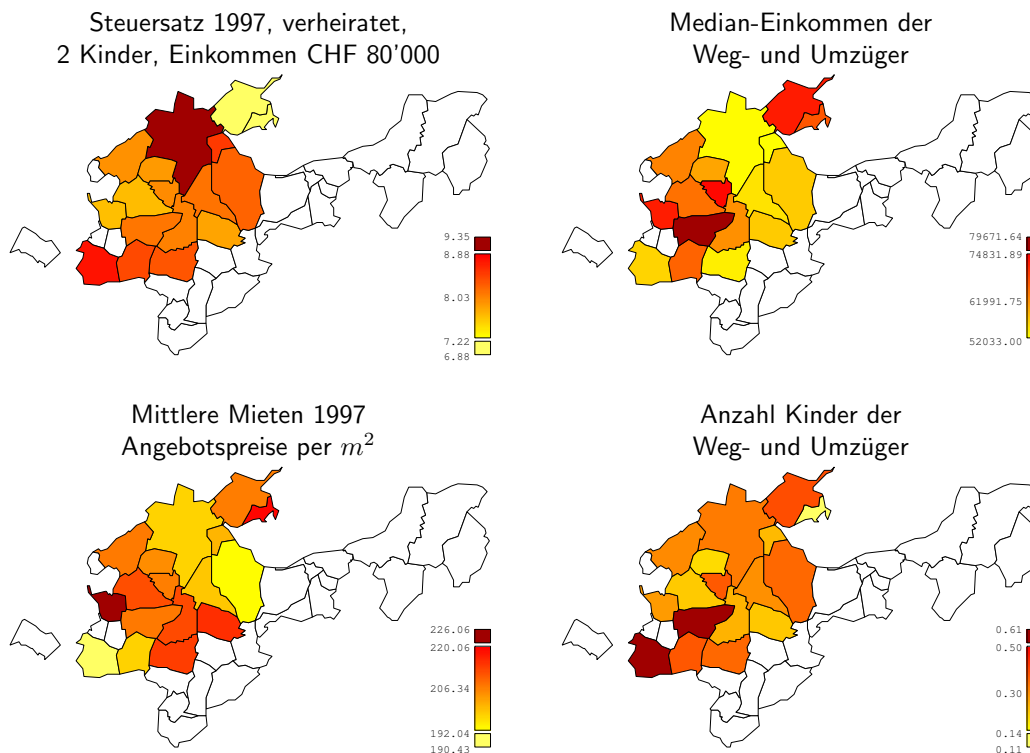 Steuersatz 1997, verheiratet,
2 Kinder, Einkommen CHF 80’000
9.35
8.88
8.03
7.22
6.88
Median-Einkommen der
Weg- und Umzüger
79671.64
74831.89
61991.75
52033.00
Mittlere Mieten 1997
Angebotspreise per m²
226.06
220.06
206.34
192.04
190.43
Anzahl Kinder der
Weg- und Umzüger
0.61
0.50
0.30
0.14
0.11